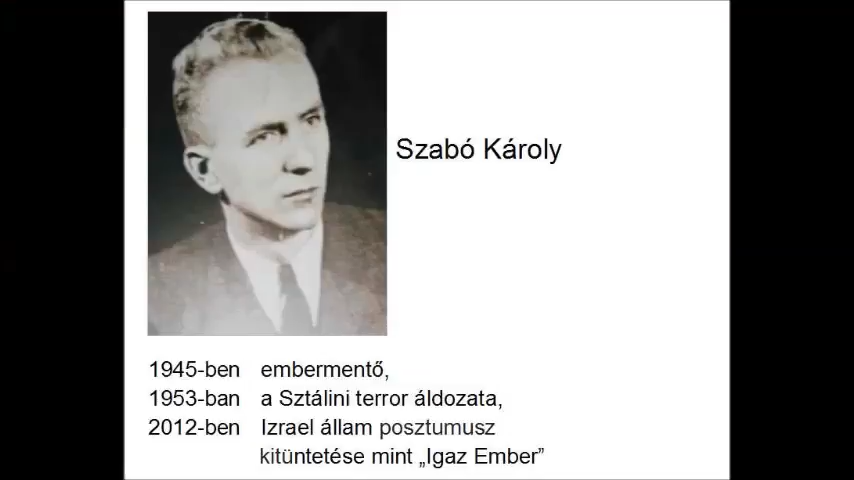 Szabó Károly
1945-ben embermentő,
1953-ban a Sztálini terror áldozata,
2012-ben Izrael állam posztumusz
kitüntetése mint „Igaz Ember”